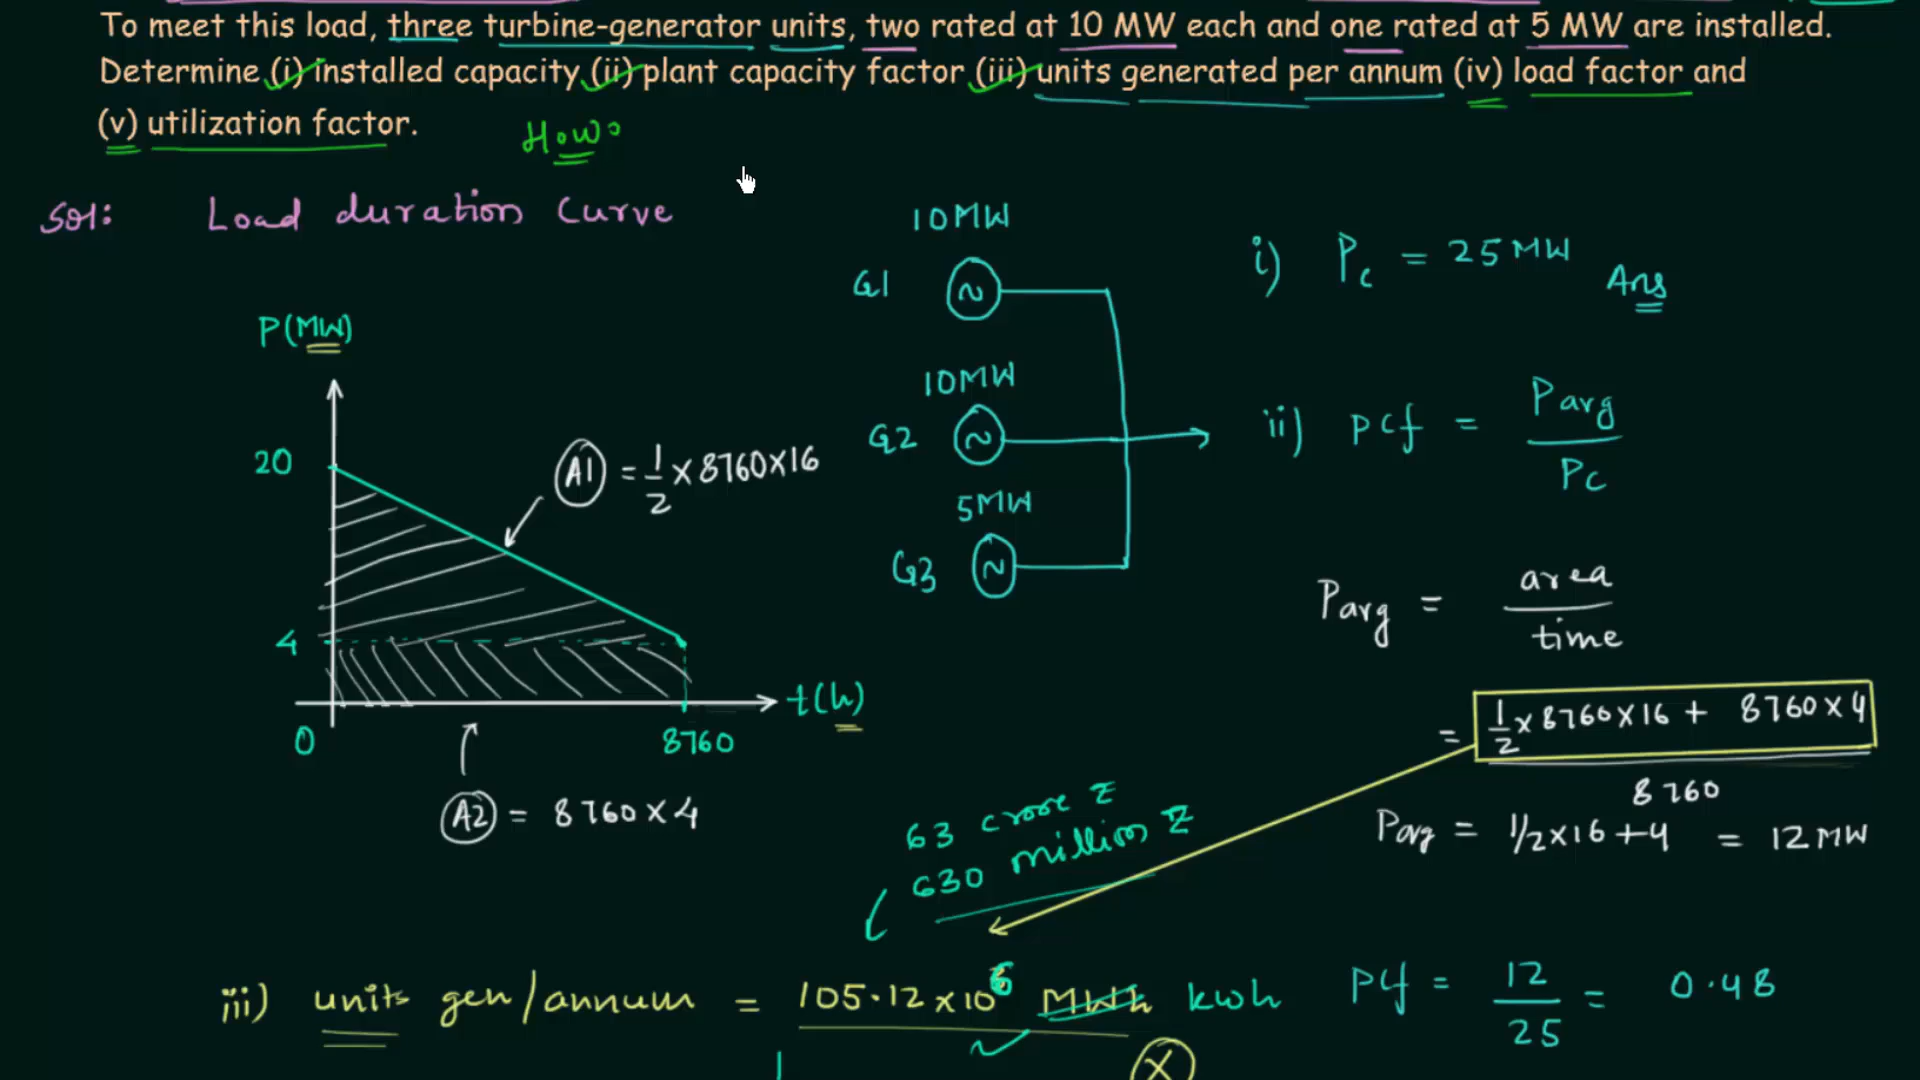 To meet this load, three turbine-generator units, two rated at 10 MW each and one rated at 5 MW are installed.
Determine (i) installed capacity (ii) plant capacity factor (iii) units generated per annum (iv) load factor and
(v) utilization factor.
How?
Sol: Load duration Curve
P(MW)
20
4
0
8760
t(h)
A1 = 1/2 × 8760×16
A2 = 8760 × 4
10MW
G1
10MW
G2
5MW
G3
i) Pc = 25MW Ans
ii) Pcf = Pavg / Pc
Pavg = area / time
= 1/2 × 8760×16 + 8760×4 / 8760
Pavg = 1/2×16+4 = 12MW
63 crore ₹
630 million ₹
iii) units gen/annum = 105.12×10⁶ MWh kwh
Pcf = 12/25 = 0.48
X